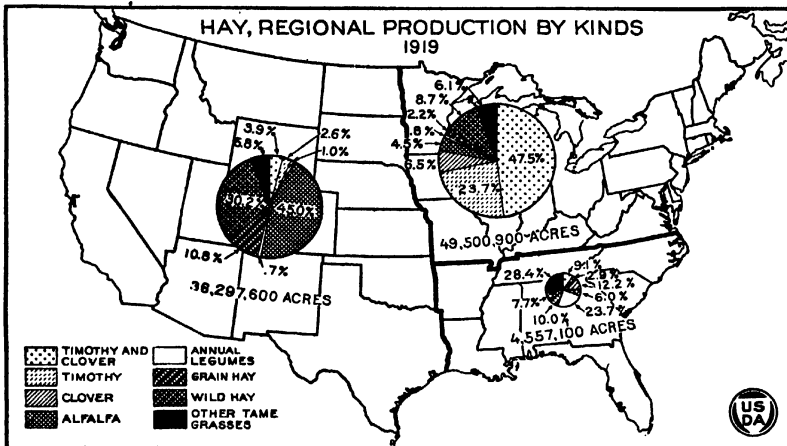 HAY, REGIONAL PRODUCTION BY KINDS
1919
3.9%
5.8%
2.6%
1.0%
30.2%
45.0%
10.8%
.7%
36,297,600 ACRES
6.1%
8.7%
2.2%
.8%
4.5%
6.5%
47.5%
23.7%
49,500,900 ACRES
28.4%
9.1%
2.9%
12.2%
7.7%
6.0%
10.0%
23.7%
4,557,100 ACRES
TIMOTHY AND CLOVER
TIMOTHY
CLOVER
ALFALFA
ANNUAL LEGUMES
GRAIN HAY
WILD HAY
OTHER TAME GRASSES
US
DA